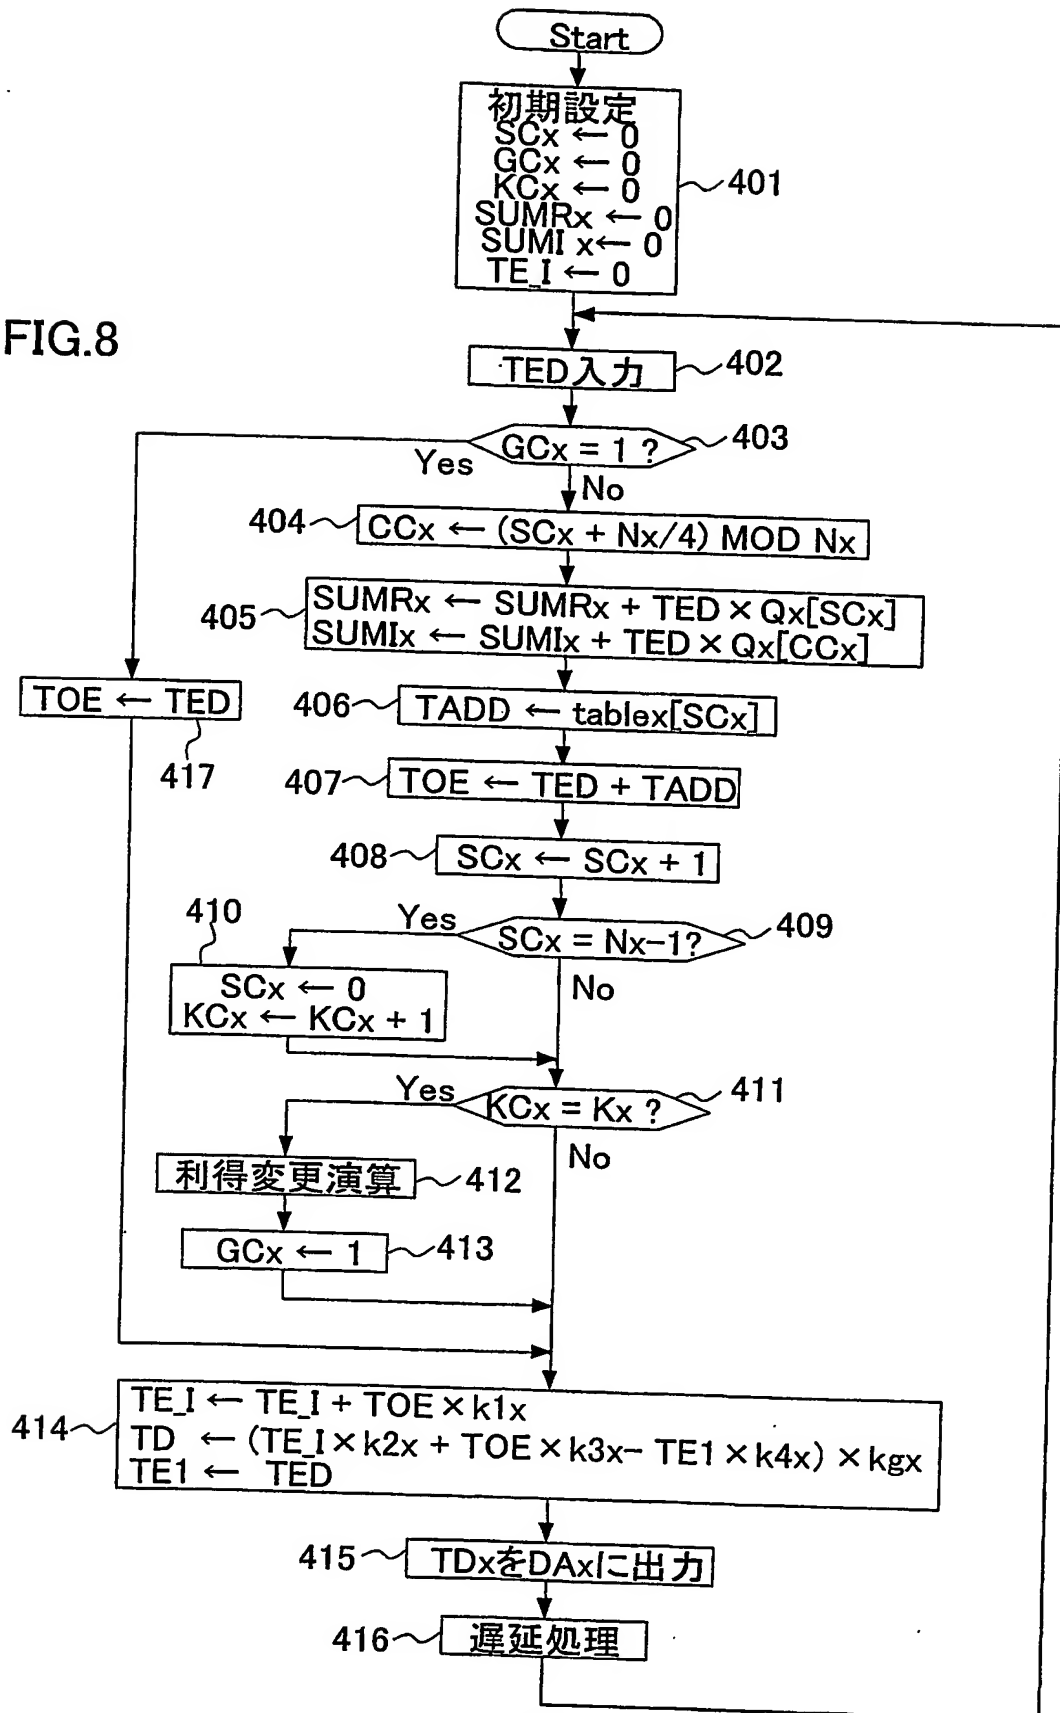 Start
初期設定
SCx ← 0
GCx ← 0
KCx ← 0
SUMRx ← 0
SUMI x← 0
TE_I ← 0
401
FIG.8
TED入力
402
GCx = 1 ?
403
Yes
No
404
CCx ← (SCx + Nx/4) MOD Nx
405
SUMRx ← SUMRx + TED × Qx[SCx]
SUMIx ← SUMIx + TED × Qx[CCx]
TOE ← TED
417
406
TADD ← tablex[SCx]
407
TOE ← TED + TADD
408
SCx ← SCx + 1
409
Yes
SCx = Nx-1?
No
410
SCx ← 0
KCx ← KCx + 1
Yes
KCx = Kx ?
411
No
利得変更演算
412
GCx ← 1
413
414
TE_I ← TE_I + TOE × k1x
TD ← (TE_I × k2x + TOE × k3x- TE1 × k4x) × kgx
TE1 ← TED
415
TDxをDAxに出力
416
遅延処理